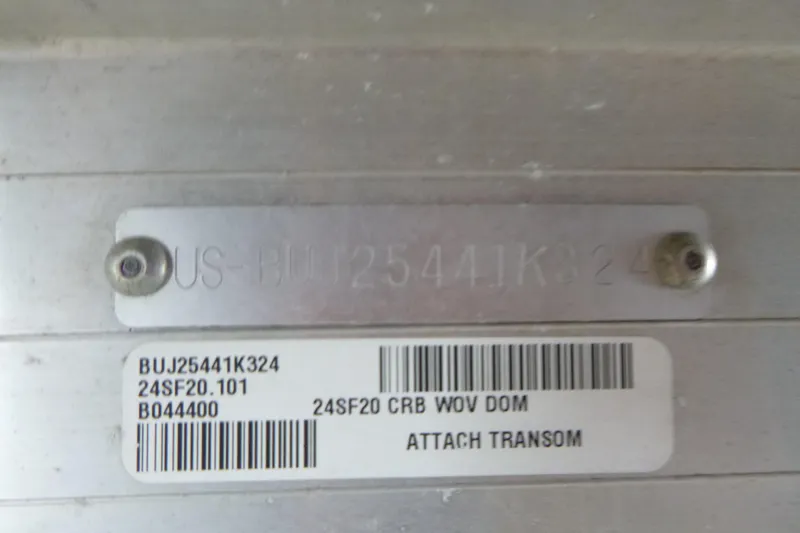 US-BUJ25441K324
BUJ25441K324
24SF20.101
B044400
24SF20 CRB WOV DOM
ATTACH TRANSOM